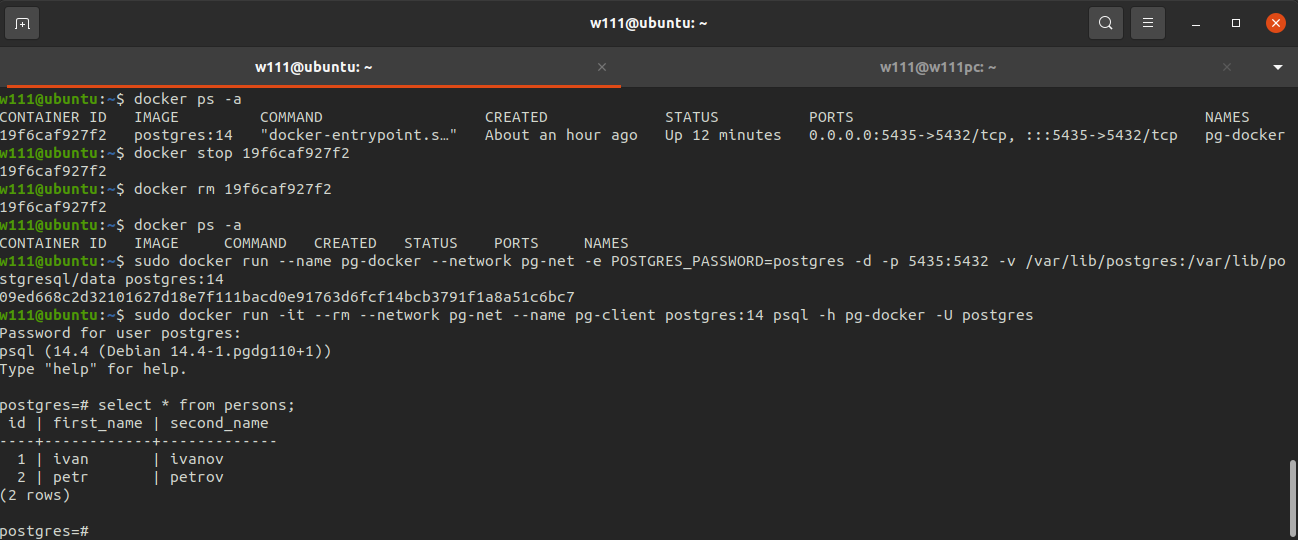 w111@ubuntu: ~
w111@ubuntu: ~ × w111@w111pc: ~ ×
w111@ubuntu:~$ docker ps -a
CONTAINER ID   IMAGE         COMMAND                  CREATED             STATUS          PORTS                                       NAMES
19f6caf927f2   postgres:14   "docker-entrypoint.s…"   About an hour ago   Up 12 minutes   0.0.0.0:5435->5432/tcp, :::5435->5432/tcp   pg-docker
w111@ubuntu:~$ docker stop 19f6caf927f2
19f6caf927f2
w111@ubuntu:~$ docker rm 19f6caf927f2
19f6caf927f2
w111@ubuntu:~$ docker ps -a
CONTAINER ID   IMAGE     COMMAND   CREATED   STATUS    PORTS     NAMES
w111@ubuntu:~$ sudo docker run --name pg-docker --network pg-net -e POSTGRES_PASSWORD=postgres -d -p 5435:5432 -v /var/lib/postgres:/var/lib/po
stgresql/data postgres:14
09ed668c2d32101627d18e7f111bacd0e91763d6fcf14bcb3791f1a8a51c6bc7
w111@ubuntu:~$ sudo docker run -it --rm --network pg-net --name pg-client postgres:14 psql -h pg-docker -U postgres
Password for user postgres:
psql (14.4 (Debian 14.4-1.pgdg110+1))
Type "help" for help.
postgres=# select * from persons;
 id | first_name | second_name
----+------------+-------------
  1 | ivan       | ivanov
  2 | petr       | petrov
(2 rows)
postgres=#